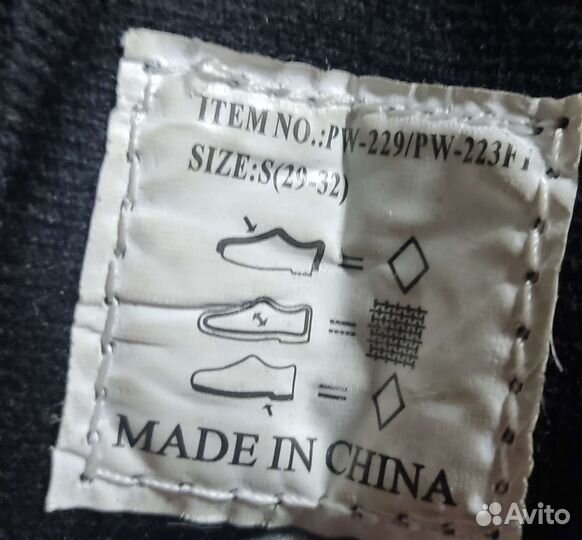 ITEM NO.:PW-229/PW-223F1
SIZE:S(29-32)
MADE IN CHINA
Avito